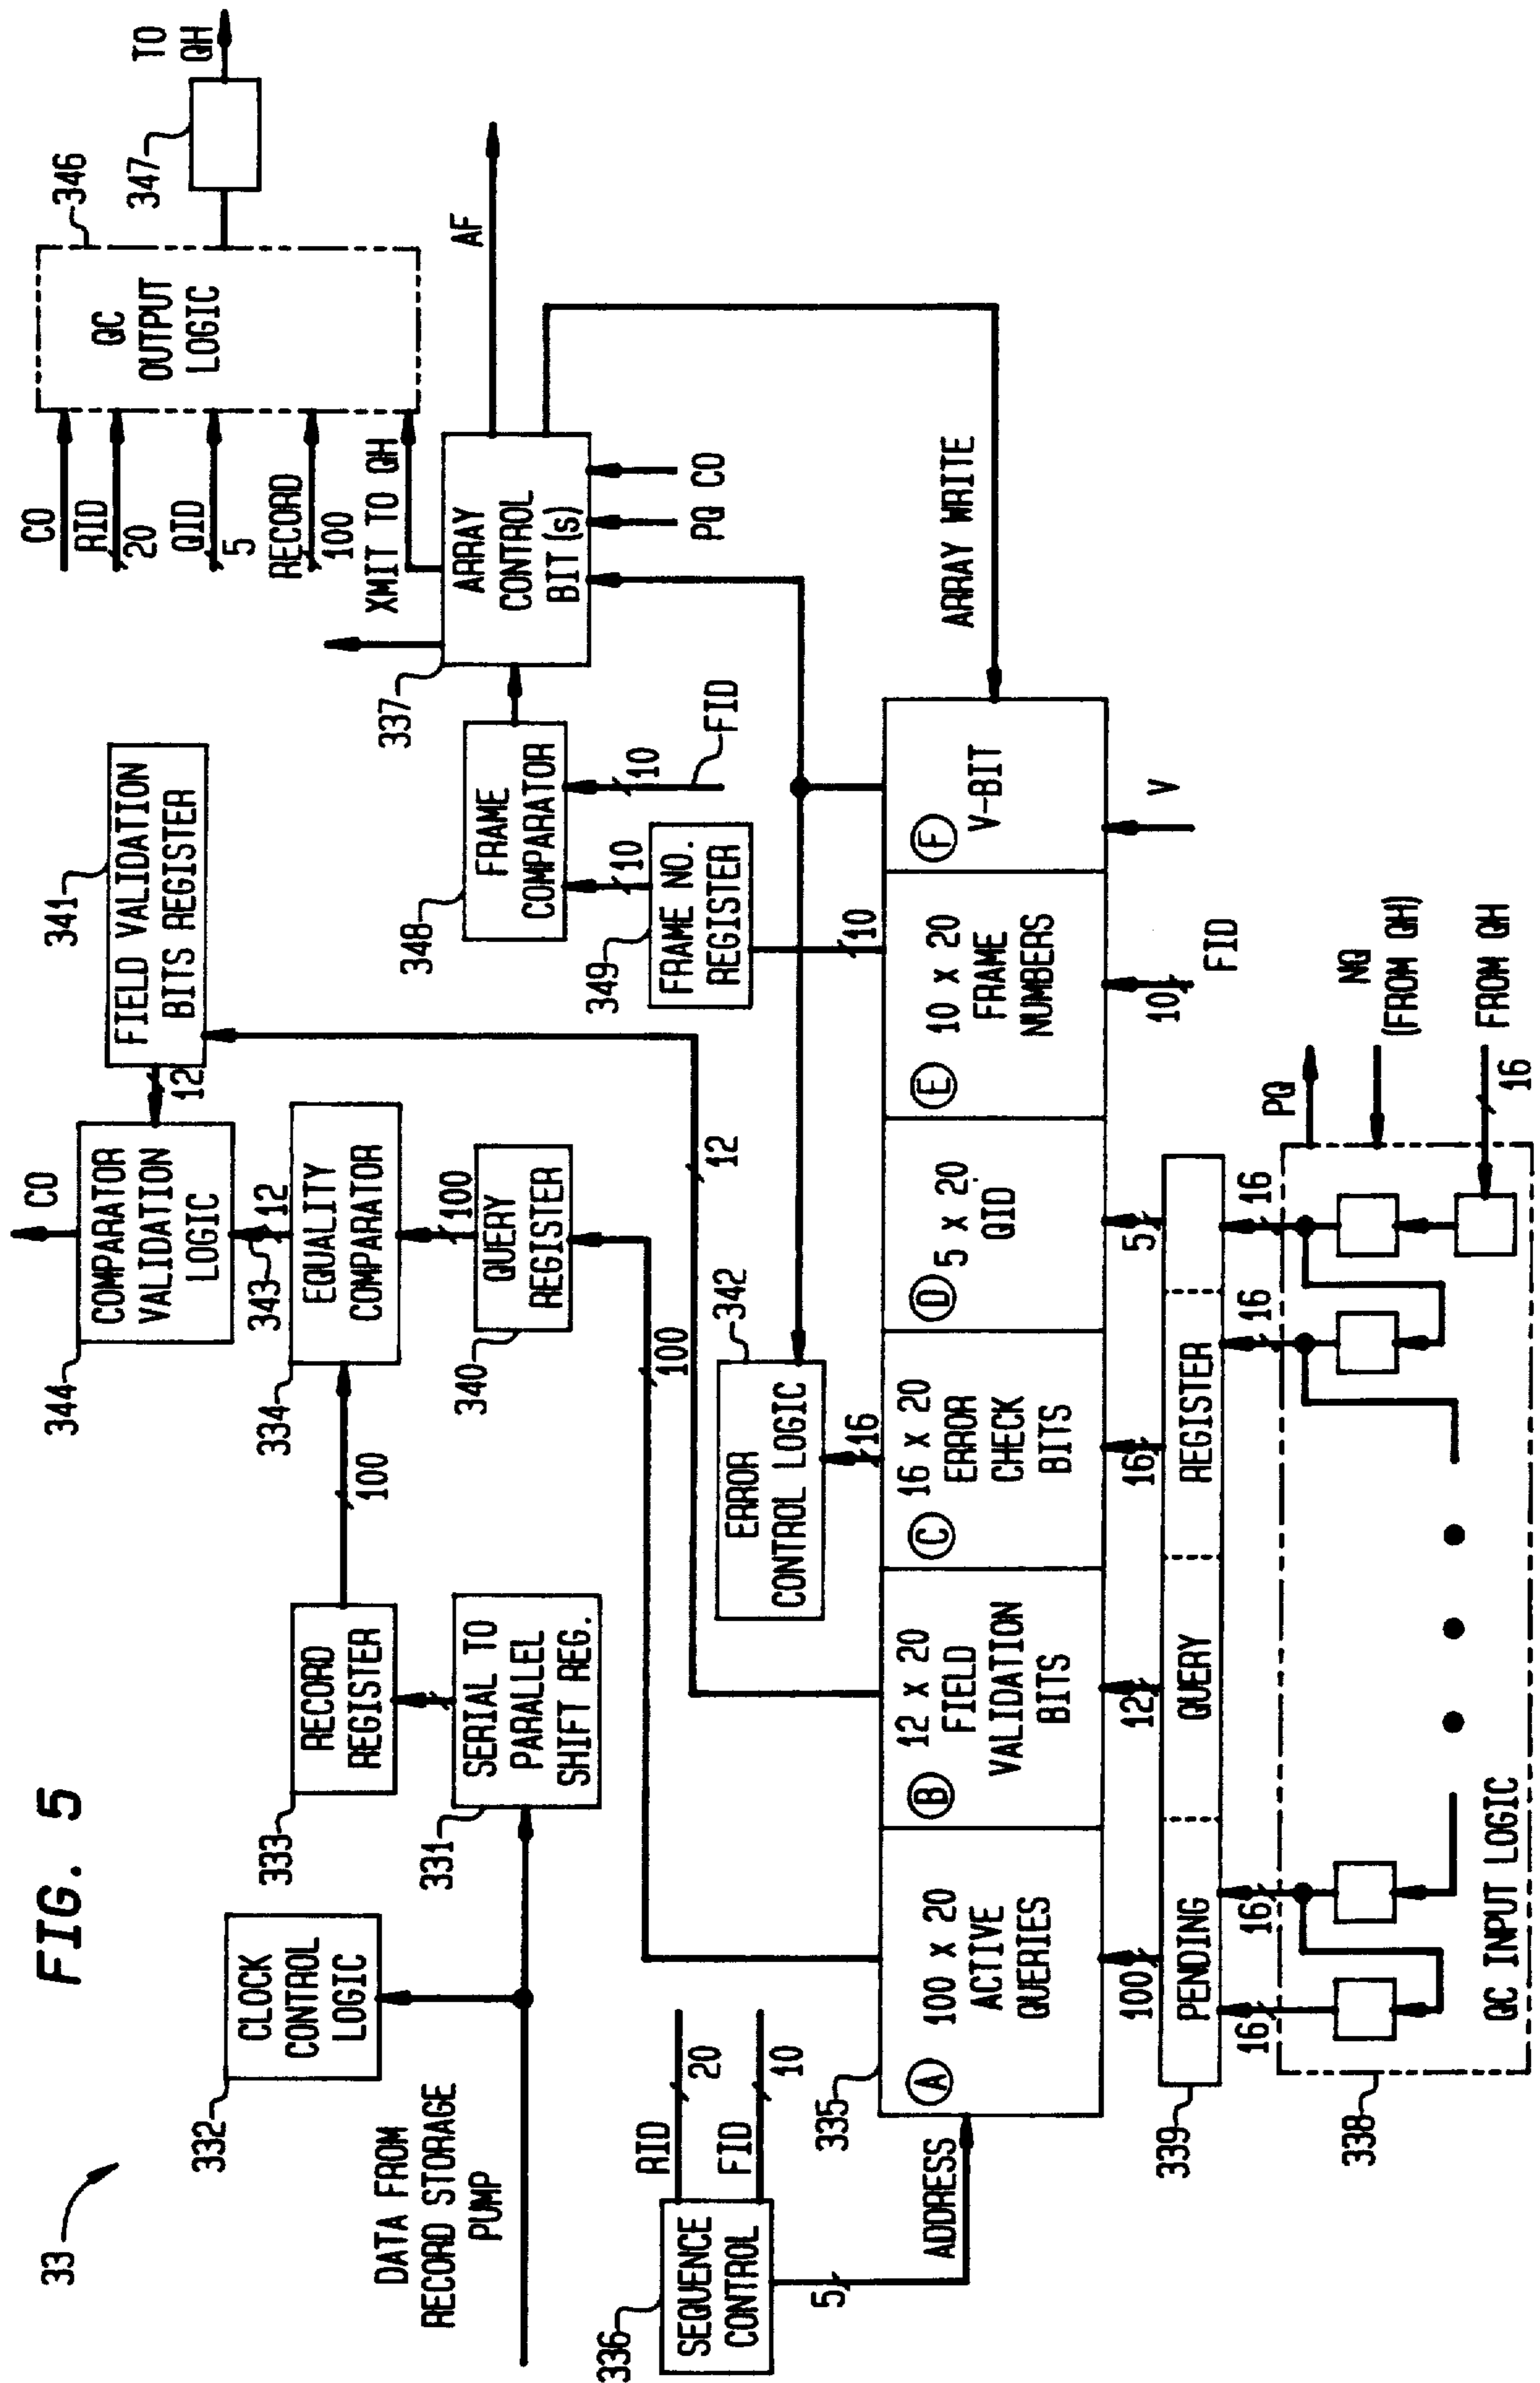 FIG. 5
33
332
CLOCK
CONTROL
LOGIC
DATA FROM
RECORD STORAGE
PUMP
331
SERIAL TO
PARALLEL
SHIFT REG.
333
RECORD
REGISTER
100
334
EQUALITY
COMPARATOR
343
12
344
COMPARATOR
VALIDATION
LOGIC
CO
12
341
FIELD VALIDATION
BITS REGISTER
340
QUERY
REGISTER
100
100
12
336
SEQUENCE
CONTROL
RID
20
FID
10
5
ADDRESS
335
A
100 x 20
ACTIVE
QUERIES
B
12 x 20
FIELD
VALIDATION
BITS
C
16 x 20
ERROR
CHECK
BITS
D
5 x 20
QID
E
10 x 20
FRAME
NUMBERS
F
V-BIT
342
ERROR
CONTROL LOGIC
16
348
FRAME
COMPARATOR
349
FRAME NO.
REGISTER
10
10
10
FID
337
ARRAY
CONTROL
BIT(s)
PQ
CO
AF
XMIT TO QH
ARRAY WRITE
CO
RID
20
QID
5
RECORD
100
346
QC
OUTPUT
LOGIC
347
TO
QH
V
10
FID
339
PENDING
QUERY
REGISTER
100
12
16
5
338
16
16
16
16
QC INPUT LOGIC
PQ
NQ
(FROM QH)
FROM QH
16